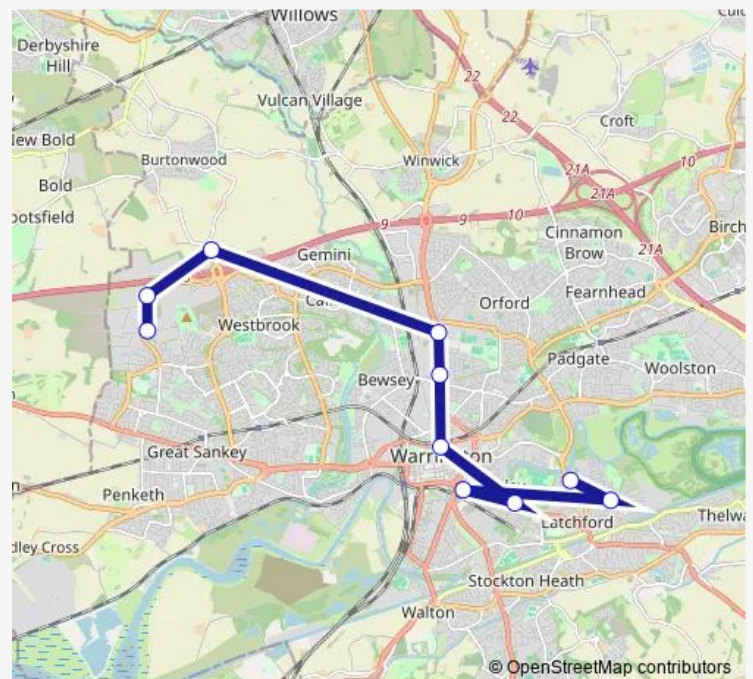 Willows
Derbyshire
Hill
22
Vulcan Village
22
Croft
New Bold
Burtonwood
Winwick
21A
10
Bold
21A
ootsfield
9
9
10
Cinnamon
Brow
21A
Birch
Gemini
Fearnhead
Orford
Westbrook
Padgate
Woolston
Bewsey
Great Sankey
Warrington
Penketh
Latchford
Thelwa
dley Cross
Stockton Heath
Walton
© OpenStreetMap contributors